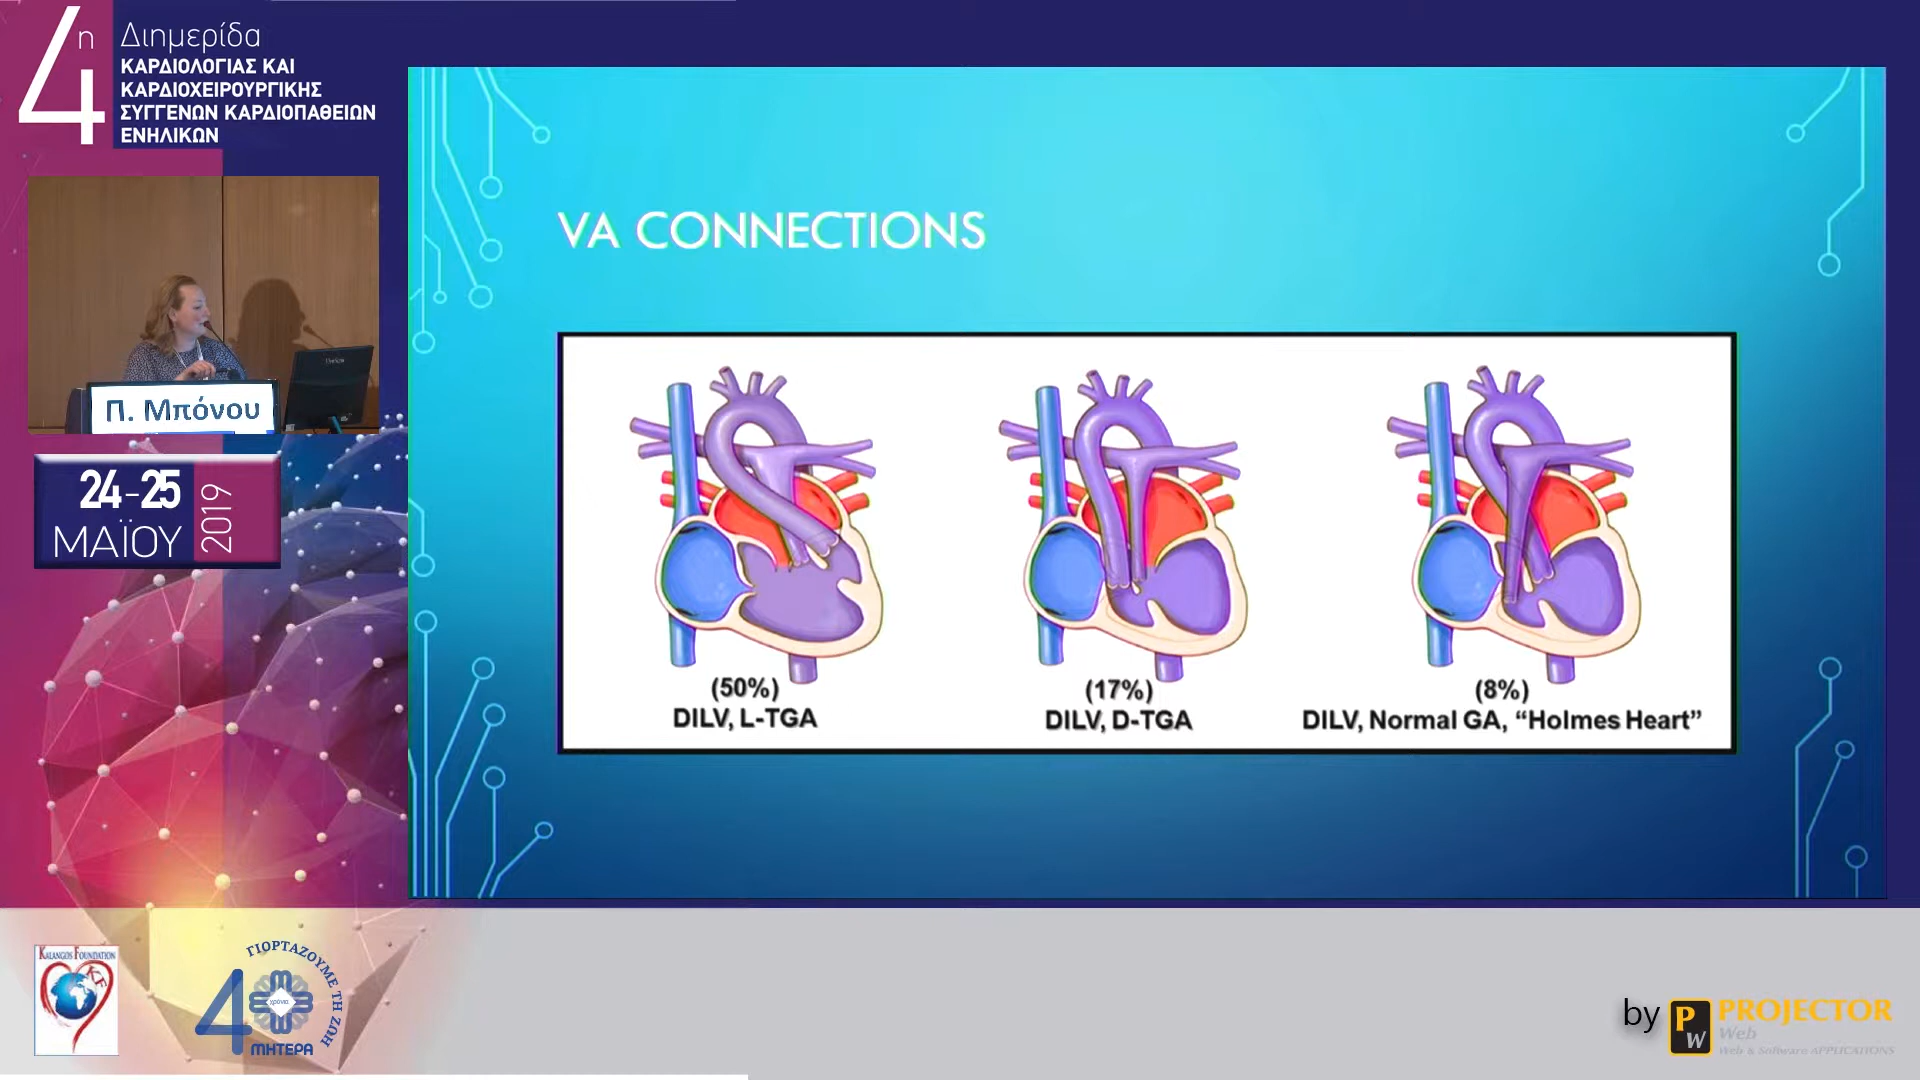 4η Διημερίδα
ΚΑΡΔΙΟΛΟΓΙΑΣ ΚΑΙ
ΚΑΡΔΙΟΧΕΙΡΟΥΡΓΙΚΗΣ
ΣΥΓΓΕΝΩΝ ΚΑΡΔΙΟΠΑΘΕΙΩΝ
ΕΝΗΛΙΚΩΝ
Π. Μπόνου
24-25
ΜΑΪΟΥ
2019
VA CONNECTIONS
(50%)
DILV, L-TGA
(17%)
DILV, D-TGA
(8%)
DILV, Normal GA, “Holmes Heart”
KALANGOS FOUNDATION
KF
ΓΙΟΡΤΑΖΟΥΜΕ ΤΗ ΖΩΗ
40
χρόνια
ΜΗΤΕΡΑ
by PW PROJECTOR
Web
Web & Software APPLICATIONS